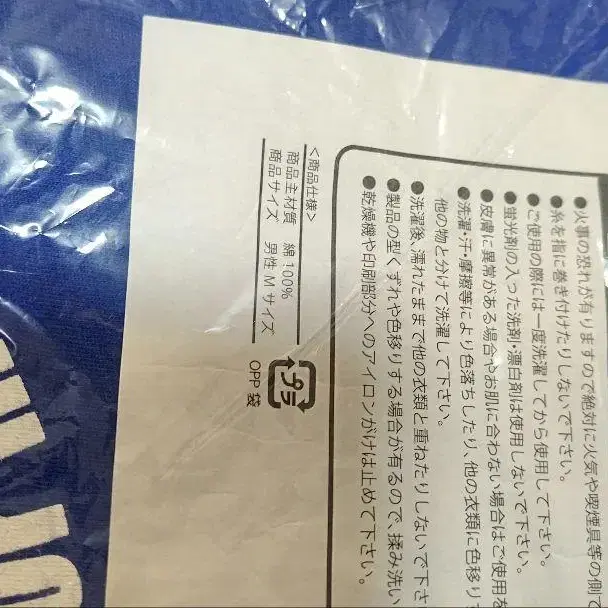 ●火事の恐れが有りますので絶対に火気や喫煙具等の側で
●糸を指に巻き付けたりしないで下さい。
●ご使用の際には一度洗濯してから使用して下さい。
●蛍光剤の入った洗剤・漂白剤は使用しないで下さい。
●皮膚に異常がある場合やお肌に合わない場合はご使用を
●洗濯・汗・摩擦等により色落ちしたり、他の衣類に色移り
他の物と分けて洗濯して下さい。
●洗濯後、濡れたままで他の衣類と重ねたりしないで下さ
●製品の型くずれや色移りする場合が有るので、揉み洗い
●乾燥機や印刷部分へのアイロンがけは止めて下さい。
<商品仕様>
商品主材質 綿100%
商品サイズ 男性Mサイズ
プラ
OPP袋